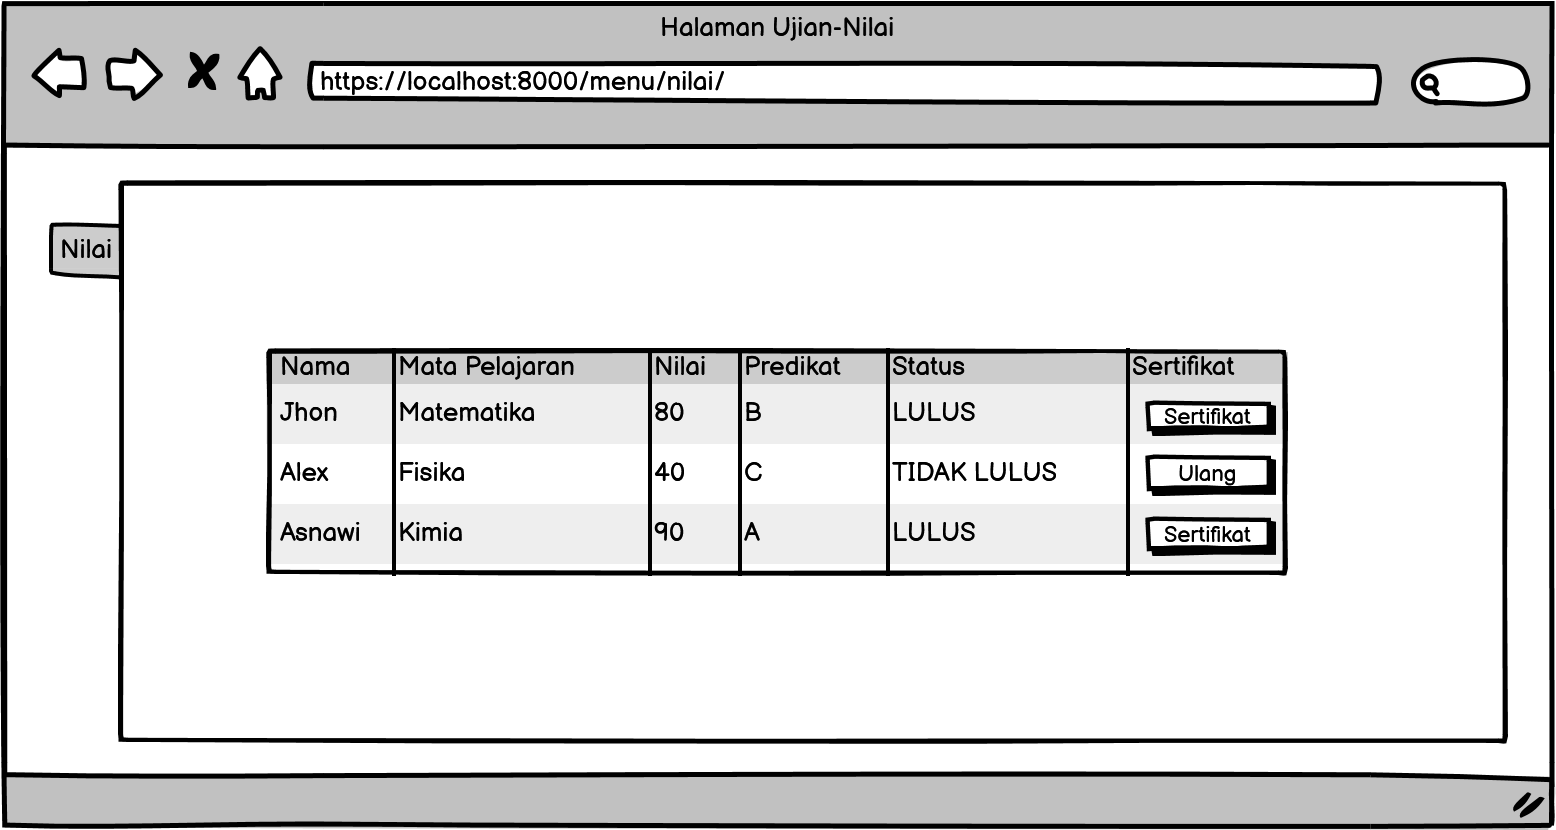 Halaman Ujian-Nilai
https://localhost:8000/menu/nilai/
Nilai
Nama Mata Pelajaran Nilai Predikat Status Sertifikat
Jhon Matematika 80 B LULUS Sertifikat
Alex Fisika 40 C TIDAK LULUS Ulang
Asnawi Kimia 90 A LULUS Sertifikat